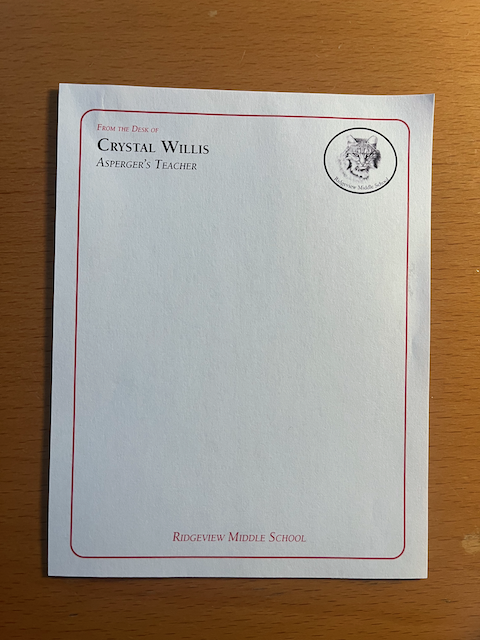 From the Desk of
Crystal Willis
Asperger's Teacher
Ridgeview Middle School
Ridgeview Middle School